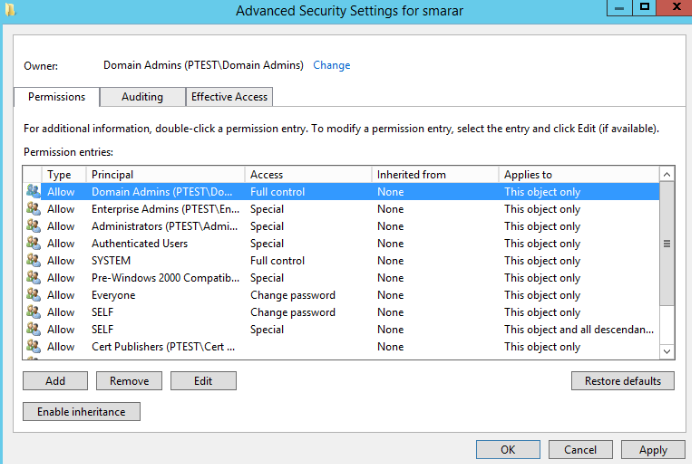 Advanced Security Settings for smarar
Owner: Domain Admins (PTEST\Domain Admins) Change
Permissions Auditing Effective Access
For additional information, double-click a permission entry. To modify a permission entry, select the entry and click Edit (if available).
Permission entries:
Type Principal Access Inherited from Applies to
Allow Domain Admins (PTEST\Do... Full control None This object only
Allow Enterprise Admins (PTEST\En... Special None This object only
Allow Administrators (PTEST\Admi... Special None This object only
Allow Authenticated Users Special None This object only
Allow SYSTEM Full control None This object only
Allow Pre-Windows 2000 Compatib... Special None This object only
Allow Everyone Change password None This object only
Allow SELF Change password None This object only
Allow SELF Special None This object and all descendan...
Allow Cert Publishers (PTEST\Cert ... None This object only
Add Remove Edit Restore defaults
Enable inheritance
OK Cancel Apply